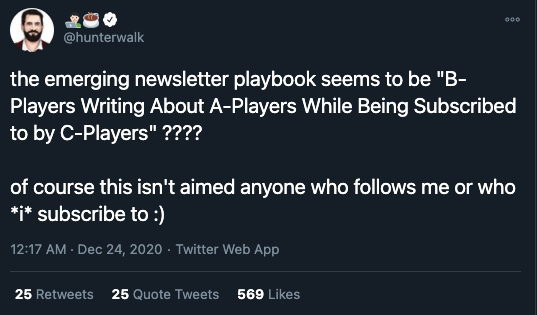 @hunterwalk
the emerging newsletter playbook seems to be "B-
Players Writing About A-Players While Being Subscribed
to by C-Players" ????
of course this isn't aimed anyone who follows me or who
*i* subscribe to :)
12:17 AM · Dec 24, 2020 · Twitter Web App
25 Retweets 25 Quote Tweets 569 Likes